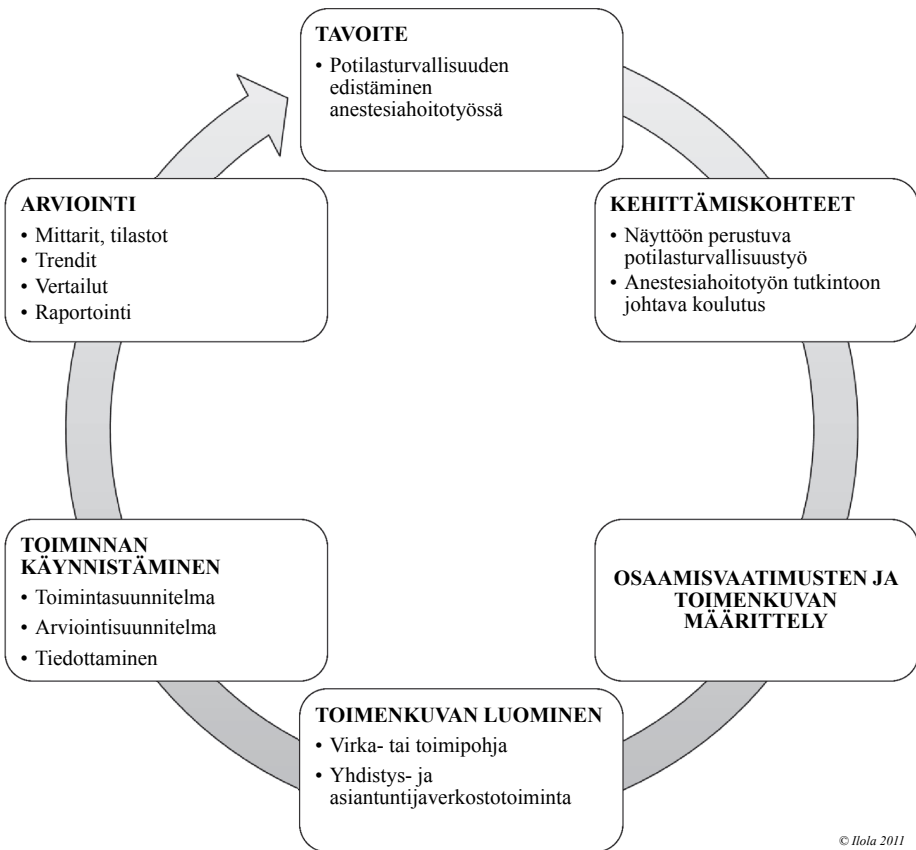 TAVOITE
• Potilasturvallisuuden
edistäminen
anestesiahoitotyössä
KEHITTÄMISKOHTEET
• Näyttöön perustuva
potilasturvallisuustyö
• Anestesiahoitotyön tutkintoon
johtava koulutus
OSAAMISVAATIMUSTEN JA
TOIMENKUVAN
MÄÄRITTELY
TOIMENKUVAN LUOMINEN
• Virka- tai toimipohja
• Yhdistys- ja
asiantuntijaverkostotoiminta
TOIMINNAN
KÄYNNISTÄMINEN
• Toimintasuunnitelma
• Arviointisuunnitelma
• Tiedottaminen
ARVIOINTI
• Mittarit, tilastot
• Trendit
• Vertailut
• Raportointi
© Ilola 2011